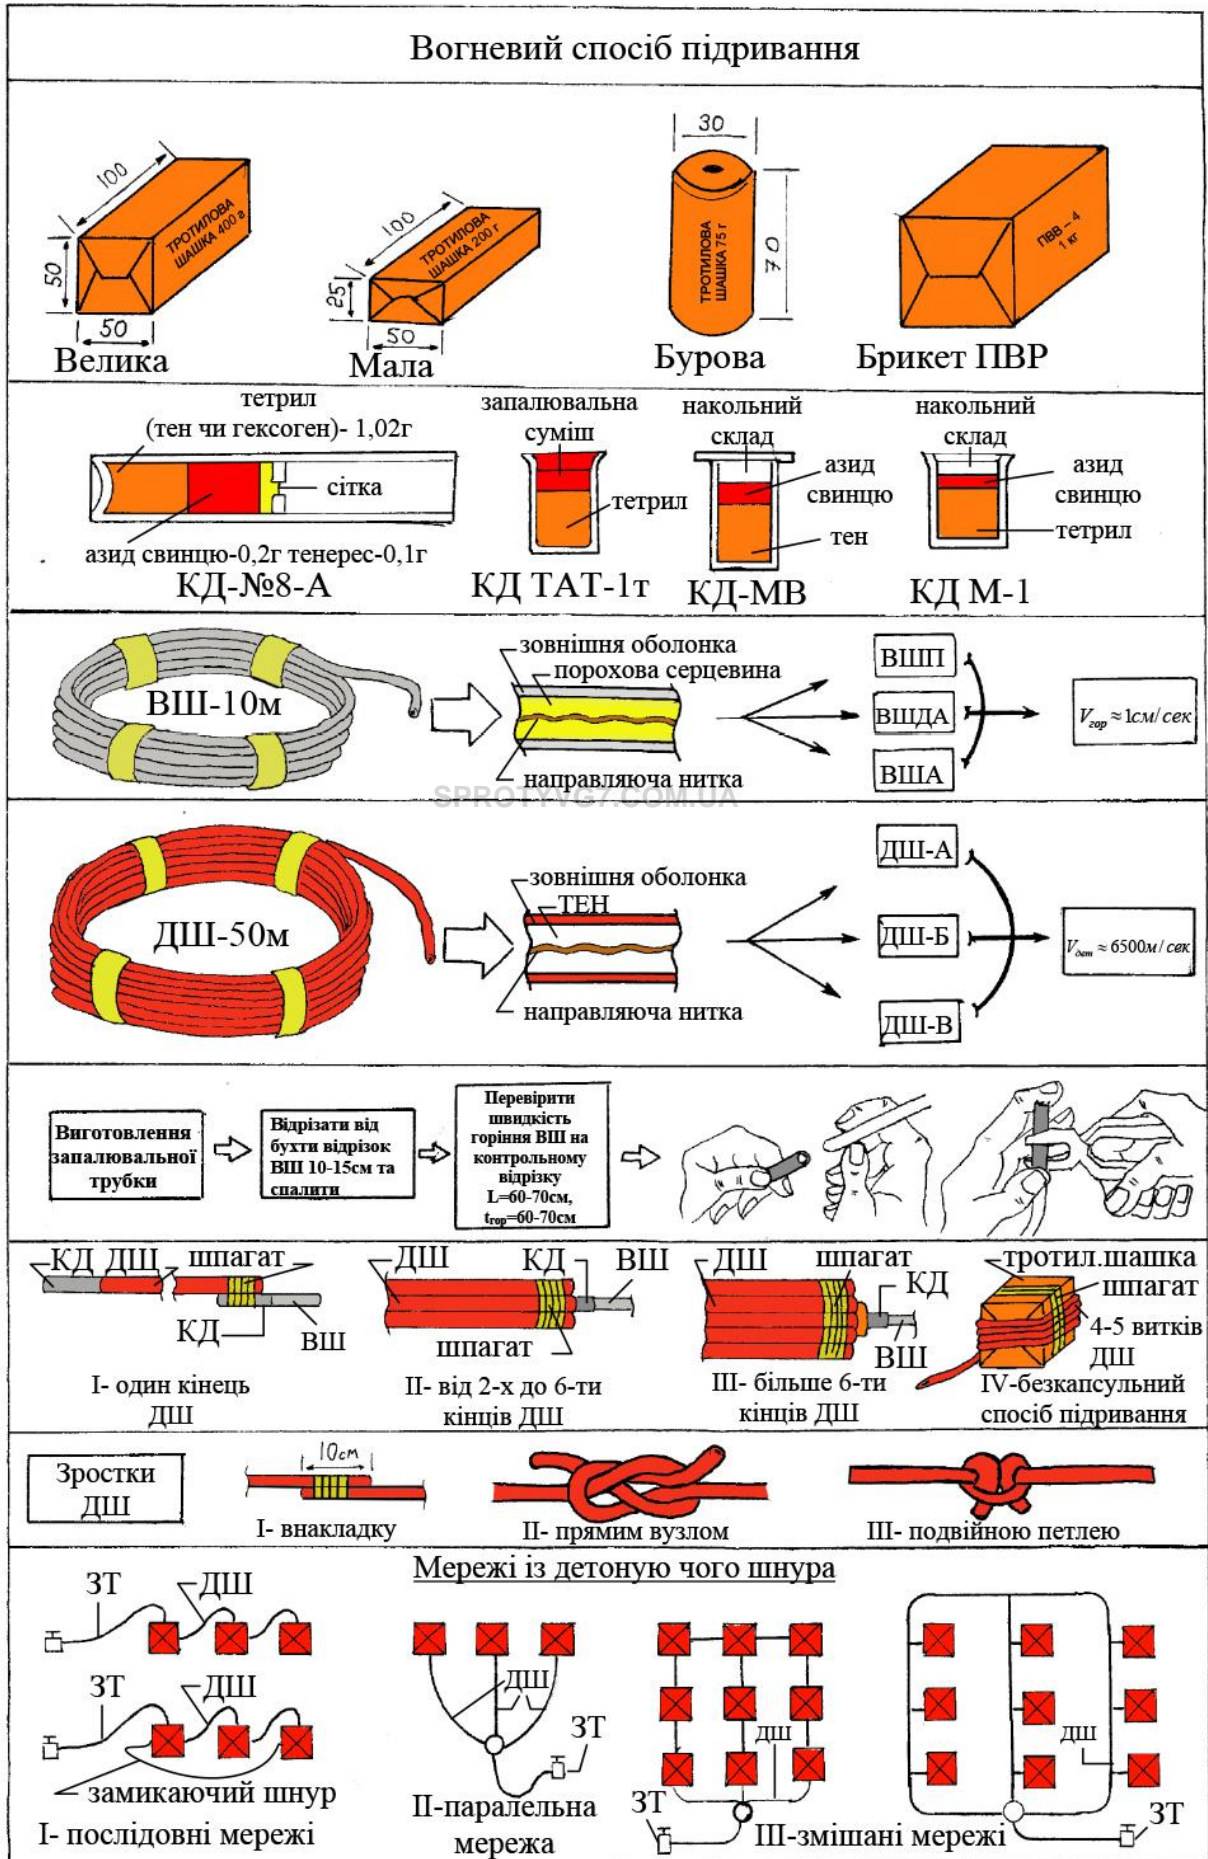 Вогневий спосіб підривання
100
50
50
ТРОТИЛОВА
ШАШКА 400 г
Велика
100
25
50
ТРОТИЛОВА
ШАШКА 200 г
Мала
30
70
ТРОТИЛОВА
ШАШКА 75 г
Бурова
ПВВ – 4
1 кг
Брикет ПВР
тетрил
(тен чи гексоген)- 1,02г
сітка
азид свинцю-0,2г тенерес-0,1г
КД-№8-А
запалювальна
суміш
тетрил
КД ТАТ-1т
накольний
склад
азид
свинцю
тен
КД-МВ
накольний
склад
азид
свинцю
тетрил
КД М-1
ВШ-10м
зовнішня оболонка
порохова серцевина
направляюча нитка
ВШП
ВШДА
ВША
Vгор ≈ 1см/сек
SPROTYVG7.COM.UA
ДШ-50м
зовнішня оболонка
ТЕН
направляюча нитка
ДШ-А
ДШ-Б
ДШ-В
Vдет ≈ 6500м/сек
Виготовлення
запалювальної
трубки
Відрізати від
бухти відрізок
ВШ 10-15см та
спалити
Перевірити
швидкість
горіння ВШ на
контрольному
відрізку
L=60-70см,
tгор=60-70см
КД ДШ шпагат
КД ВШ
I- один кінець
ДШ
ДШ КД ВШ
шпагат
II- від 2-х до 6-ти
кінців ДШ
ДШ шпагат
КД
ВШ
III- більше 6-ти
кінців ДШ
тротил.шашка
шпагат
4-5 витків
ДШ
IV-безкапсульний
спосіб підривання
Зростки
ДШ
10см
I- внакладку
II- прямим вузлом
III- подвійною петлею
Мережі із детоную чого шнура
ЗТ ДШ
ЗТ ДШ
замикаючий шнур
I- послідовні мережі
ДШ
ЗТ
II-паралельна
мережа
ДШ
ЗТ
ДШ
ЗТ
III-змішані мережі